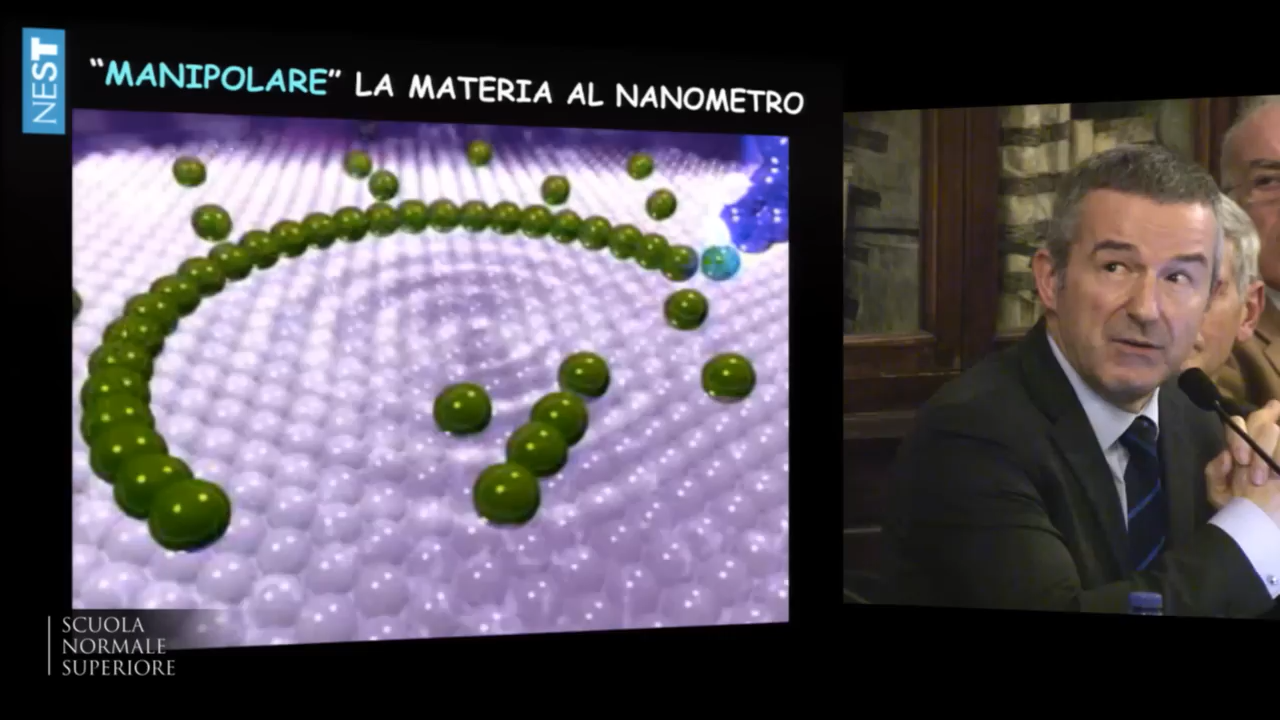 NEST
“MANIPOLARE” LA MATERIA AL NANOMETRO
SCUOLA
NORMALE
SUPERIORE